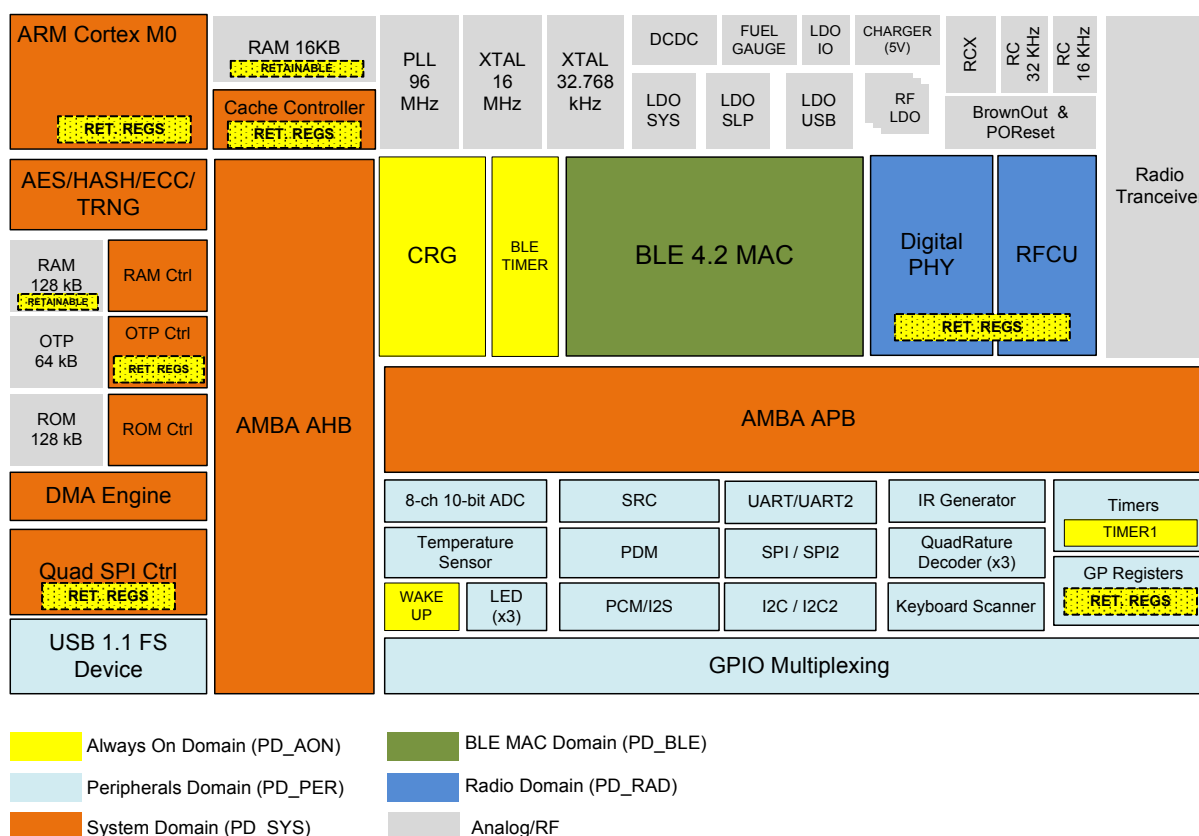 ARM Cortex M0
RET. REGS
RAM 16KB
RETAINABLE
Cache Controller
RET. REGS
PLL
96
MHz
XTAL
16
MHz
XTAL
32.768
kHz
DCDC
FUEL
GAUGE
LDO
IO
CHARGER
(5V)
LDO
SYS
LDO
SLP
LDO
USB
RF
LDO
RCX
RC
32 KHz
RC
16 KHz
BrownOut &
POReset
Radio
Tranceive
AES/HASH/ECC/
TRNG
RAM
128 kB
RETAINABLE
RAM Ctrl
OTP
64 kB
OTP Ctrl
RET. REGS
ROM
128 kB
ROM Ctrl
DMA Engine
Quad SPI Ctrl
RET. REGS
USB 1.1 FS
Device
AMBA AHB
CRG
BLE
TIMER
BLE 4.2 MAC
Digital
PHY
RFCU
RET. REGS
AMBA APB
8-ch 10-bit ADC
SRC
UART/UART2
IR Generator
Timers
TIMER1
Temperature
Sensor
PDM
SPI / SPI2
QuadRature
Decoder (x3)
GP Registers
RET. REGS
WAKE
UP
LED
(x3)
PCM/I2S
I2C / I2C2
Keyboard Scanner
GPIO Multiplexing
Always On Domain (PD_AON)
BLE MAC Domain (PD_BLE)
Peripherals Domain (PD_PER)
Radio Domain (PD_RAD)
System Domain (PD_SYS)
Analog/RF